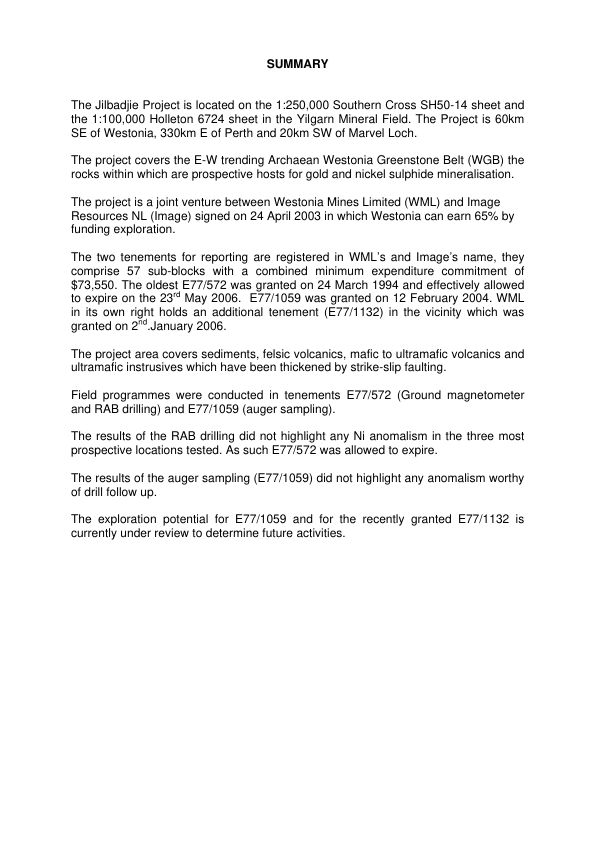 SUMMARY
The Jilbadjie Project is located on the 1:250,000 Southern Cross SH50-14 sheet and
the 1:100,000 Holleton 6724 sheet in the Yilgarn Mineral Field. The Project is 60km
SE of Westonia, 330km E of Perth and 20km SW of Marvel Loch.
The project covers the E-W trending Archaean Westonia Greenstone Belt (WGB) the
rocks within which are prospective hosts for gold and nickel sulphide mineralisation.
The project is a joint venture between Westonia Mines Limited (WML) and Image
Resources NL (Image) signed on 24 April 2003 in which Westonia can earn 65% by
funding exploration.
The two tenements for reporting are registered in WML's and Image's name, they
comprise 57 sub-blocks with a combined minimum expenditure commitment of
$73,550. The oldest E77/572 was granted on 24 March 1994 and effectively allowed
to expire on the 23rd May 2006. E77/1059 was granted on 12 February 2004. WML
in its own right holds an additional tenement (E77/1132) in the vicinity which was
granted on 2nd.January 2006.
The project area covers sediments, felsic volcanics, mafic to ultramafic volcanics and
ultramafic instrusives which have been thickened by strike-slip faulting.
Field programmes were conducted in tenements E77/572 (Ground magnetometer
and RAB drilling) and E77/1059 (auger sampling).
The results of the RAB drilling did not highlight any Ni anomalism in the three most
prospective locations tested. As such E77/572 was allowed to expire.
The results of the auger sampling (E77/1059) did not highlight any anomalism worthy
of drill follow up.
The exploration potential for E77/1059 and for the recently granted E77/1132 is
currently under review to determine future activities.